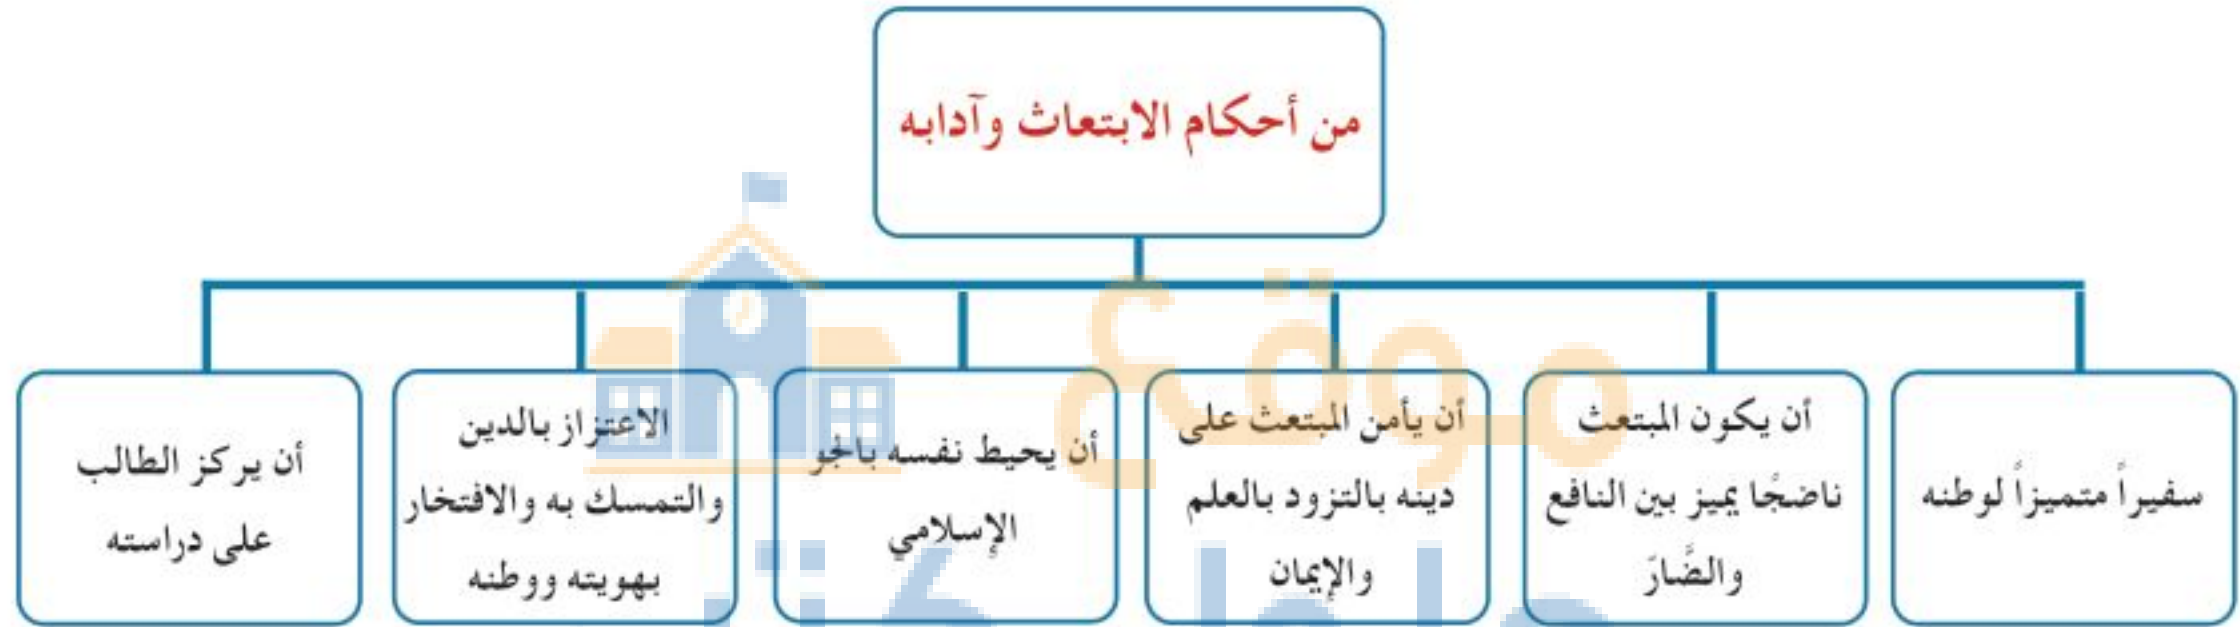 من أحكام الابتعاث وآدابه
سفيراً متميزاً لوطنه
أن يكون المبتعث
ناضجًا يميز بين النافع
والضَّارَ
أن يأمن المبتعث على
دينه بالتزود بالعلم
والإيمان
أن يحيط نفسه بالجو
الإسلامي
الاعتزاز بالدين
والتمسك به والافتخار
بهويته ووطنه
أن يركز الطالب
على دراسته
موقع